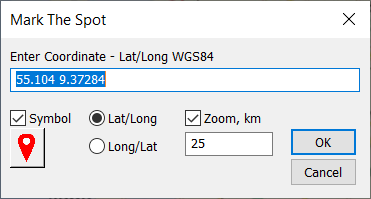 Mark The Spot
Enter Coordinate - Lat/Long WGS84
55.104 9.37284
Symbol
Lat/Long
Zoom, km
Long/Lat
25
OK
Cancel